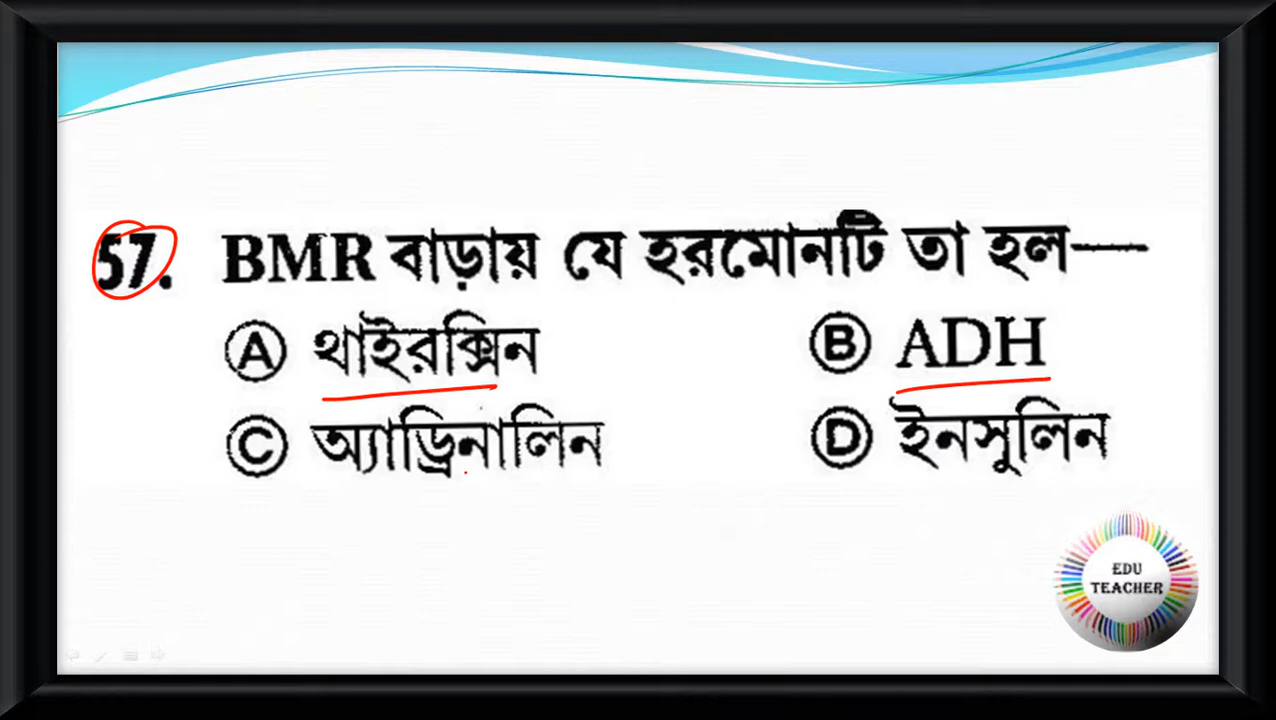 57. BMR বাড়ায় যে হরমোনটি তা হল—
Ⓐ থাইরক্সিন Ⓑ ADH
Ⓒ অ্যাড্রিনালিন Ⓓ ইনসুলিন
EDU
TEACHER